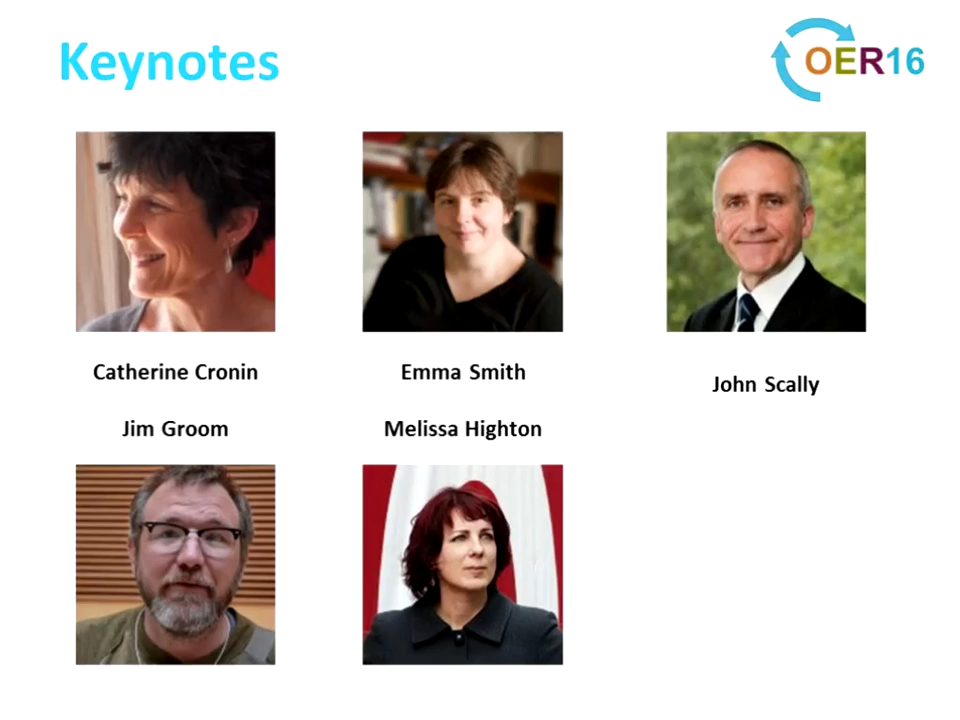 Keynotes
OER16
Catherine Cronin
Emma Smith
John Scally
Jim Groom
Melissa Highton